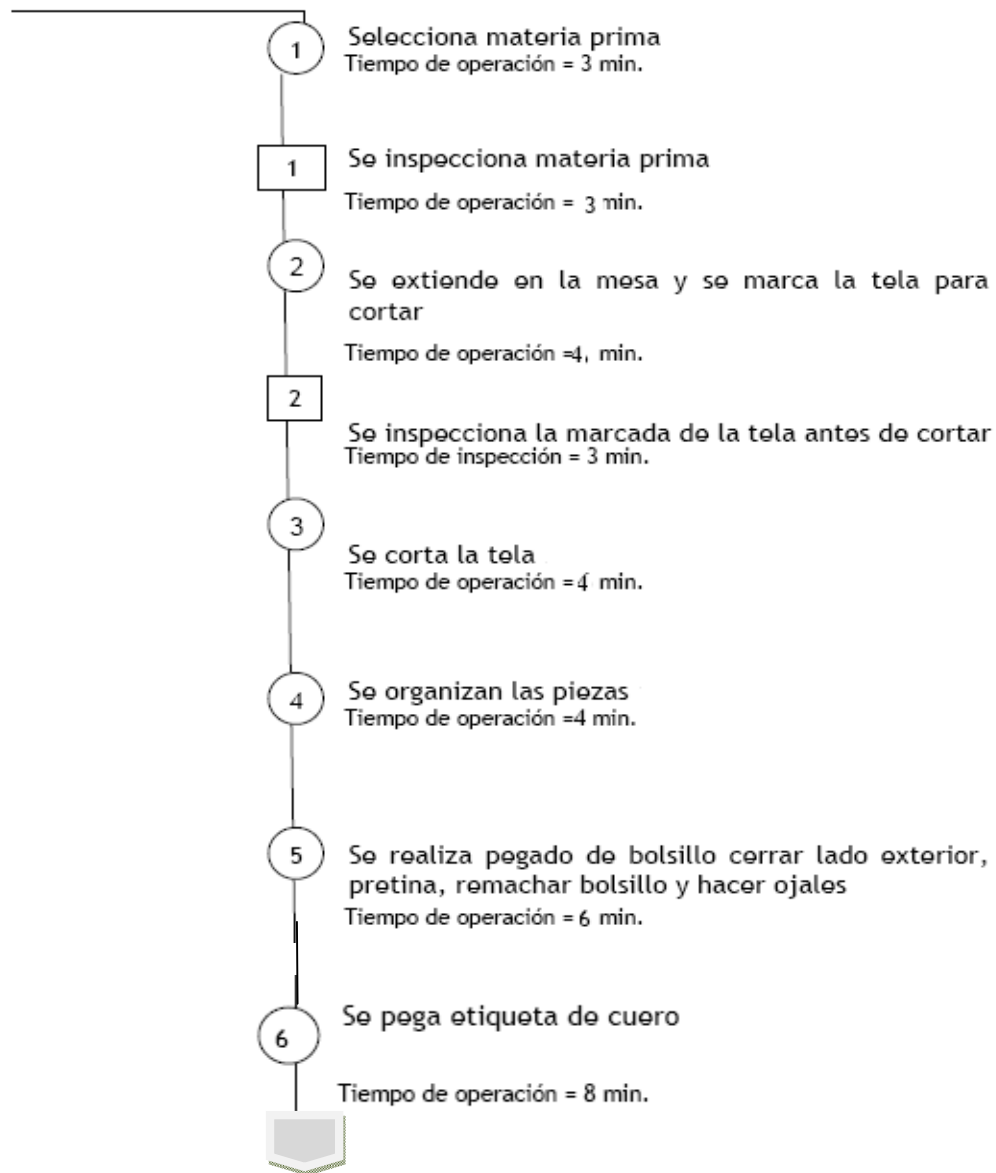 1
Selecciona materia prima
Tiempo de operación = 3 min.
1
Se inspecciona materia prima
Tiempo de operación = 3 min.
2
Se extiende en la mesa y se marca la tela para
cortar
Tiempo de operación =4, min.
2
Se inspecciona la marcada de la tela antes de cortar
Tiempo de inspección = 3 min.
3
Se corta la tela
Tiempo de operación =4 min.
4
Se organizan las piezas
Tiempo de operación =4 min.
5
Se realiza pegado de bolsillo cerrar lado exterior,
pretina, remachar bolsillo y hacer ojales
Tiempo de operación = 6 min.
6
Se pega etiqueta de cuero
Tiempo de operación = 8 min.